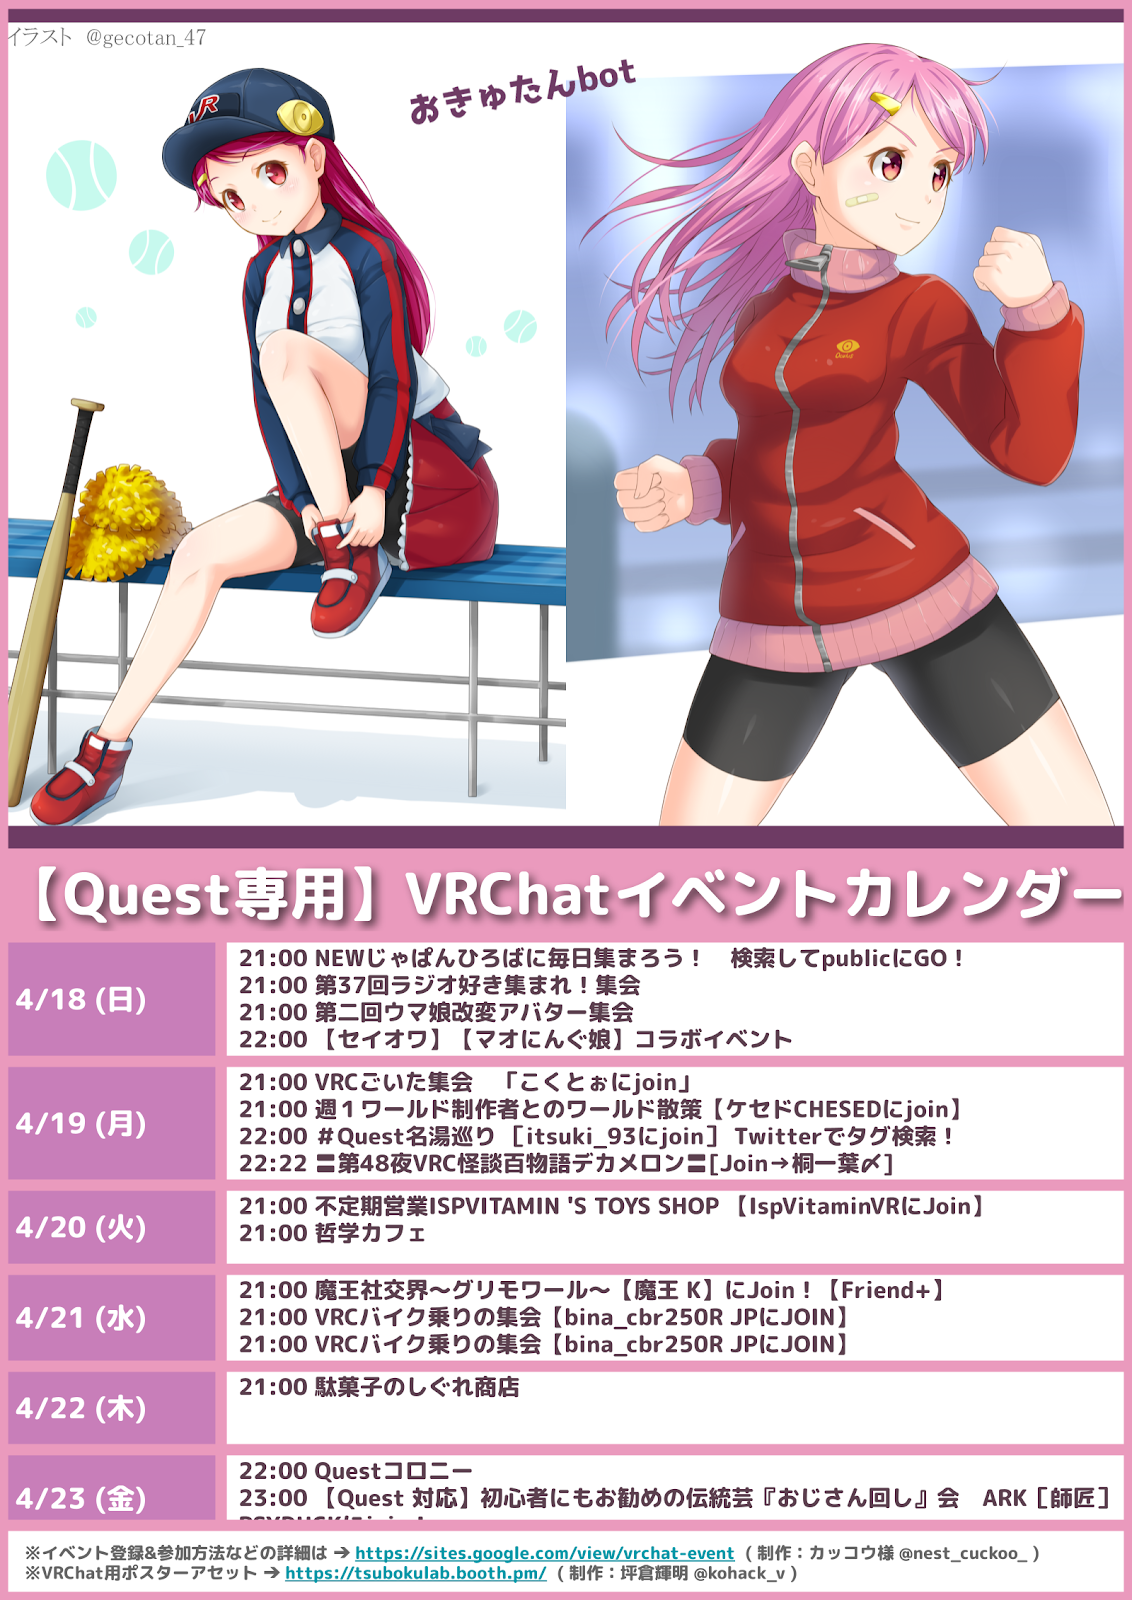 イラスト @gecotan_47
おきゅたんbot
VR
Quest
【Quest専用】VRChatイベントカレンダー
4/18 (日)
21:00 NEWじゃぱんひろばに毎日集まろう！　検索してpublicにGO！
21:00 第37回ラジオ好き集まれ！集会
21:00 第二回ウマ娘改変アバター集会
22:00 【セイオワ】【マオにんぐ娘】コラボイベント
4/19 (月)
21:00 VRCごいた集会　「こくとぉにjoin」
21:00 週１ワールド制作者とのワールド散策【ケセドCHESEDにjoin】
22:00 ＃Quest名湯巡り ［itsuki_93にjoin］ Twitterでタグ検索！
22:22 〓第48夜VRC怪談百物語デカメロン〓[Join→桐一葉〆]
4/20 (火)
21:00 不定期営業ISPVITAMIN 'S TOYS SHOP 【IspVitaminVRにJoin】
21:00 哲学カフェ
4/21 (水)
21:00 魔王社交界～グリモワール～【魔王 K】にJoin！【Friend+】
21:00 VRCバイク乗りの集会【bina_cbr250R JPにJOIN】
21:00 VRCバイク乗りの集会【bina_cbr250R JPにJOIN】
4/22 (木)
21:00 駄菓子のしぐれ商店
4/23 (金)
22:00 Questコロニー
23:00 【Quest 対応】初心者にもお勧めの伝統芸『おじさん回し』会　ARK［師匠］
※イベント登録&参加方法などの詳細は → https://sites.google.com/view/vrchat-event ( 制作：カッコウ様 @nest_cuckoo_ )
※VRChat用ポスターアセット → https://tsubokulab.booth.pm/ ( 制作：坪倉輝明 @kohack_v )